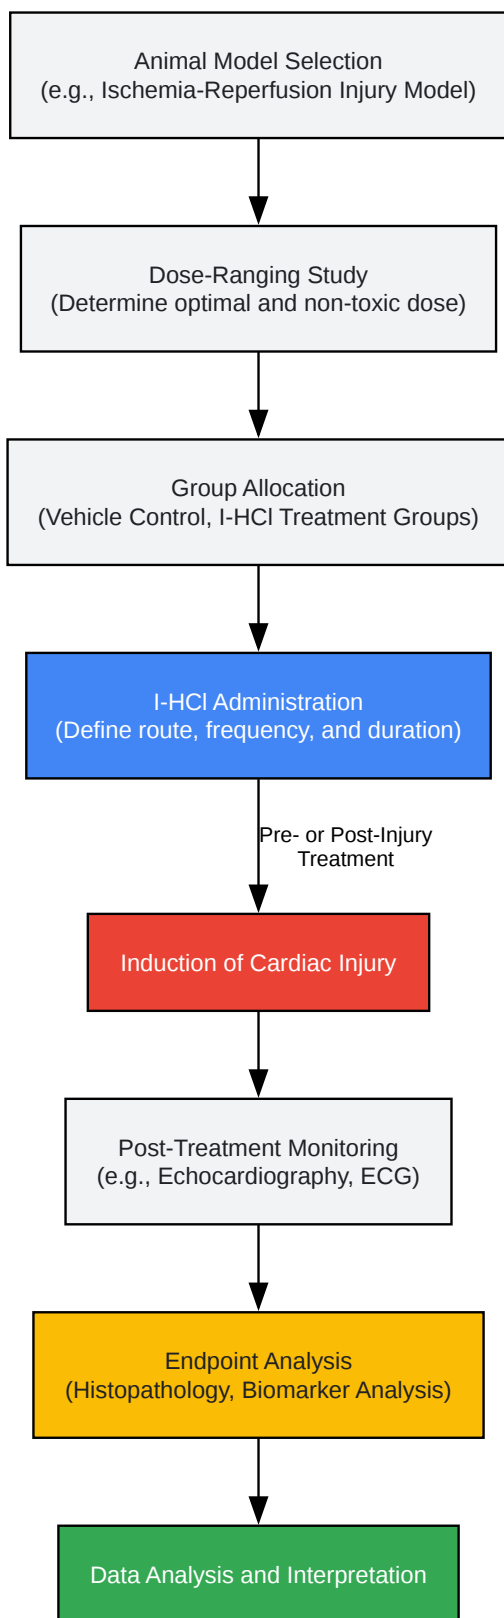 Animal Model Selection
(e.g., Ischemia-Reperfusion Injury Model)
Dose-Ranging Study
(Determine optimal and non-toxic dose)
Group Allocation
(Vehicle Control, I-HCl Treatment Groups)
I-HCl Administration
(Define route, frequency, and duration)
Pre- or Post-Injury
Treatment
Induction of Cardiac Injury
Post-Treatment Monitoring
(e.g., Echocardiography, ECG)
Endpoint Analysis
(Histopathology, Biomarker Analysis)
Data Analysis and Interpretation